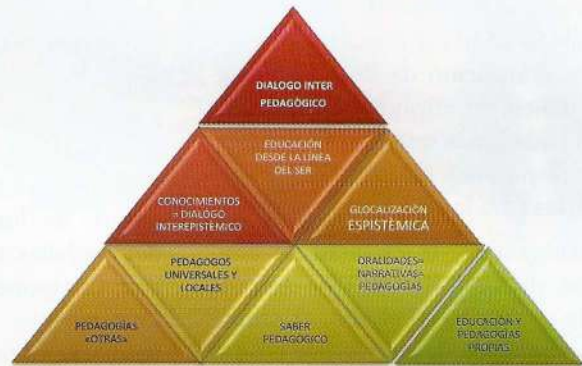 DIALOGO INTER
PEDAGÓGICO
EDUCACIÓN
DESDE LA LÍNEA
DEL SER
CONOCIMIENTOS
= DIALÓGO
INTEREPISTÉMICO
GLOCALIZACIÓN
ESPISTÉMICA
PEDAGOGOS
UNIVERSALES Y
LOCALES
ORALIDADES=
NARRATIVAS=
PEDAGOGÍAS
PEDAGOGÍAS
«OTRAS»
SABER
PEDAGÓGICO
EDUCACIÓN Y
PEDAGOGÍAS
PROPIAS